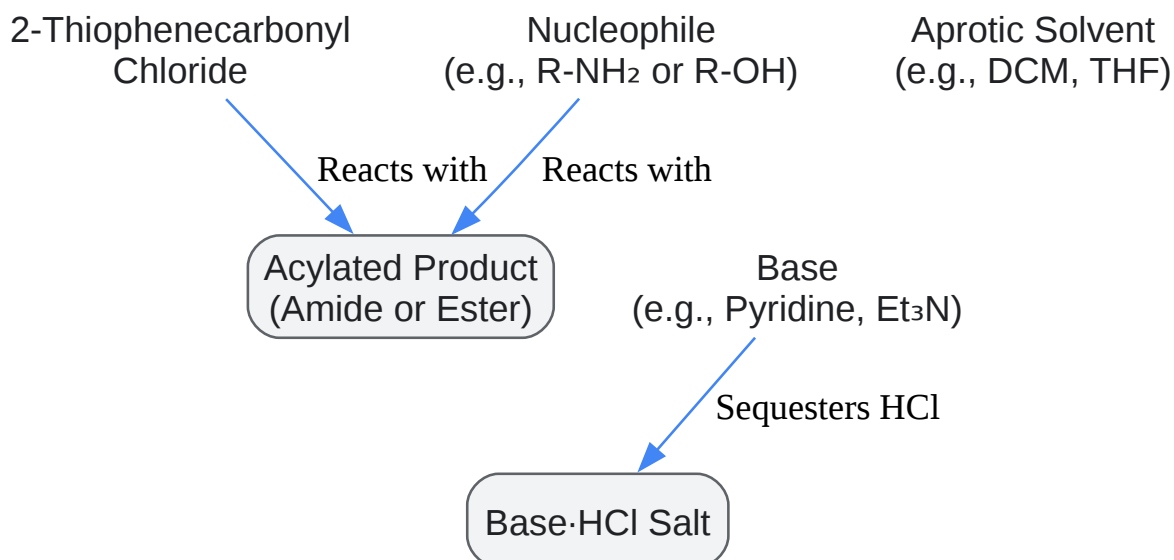 2-Thiophenecarbonyl
Chloride
Nucleophile
(e.g., R-NH₂ or R-OH)
Aprotic Solvent
(e.g., DCM, THF)
Reacts with
Reacts with
Acylated Product
(Amide or Ester)
Base
(e.g., Pyridine, Et₃N)
Sequesters HCl
Base·HCl Salt